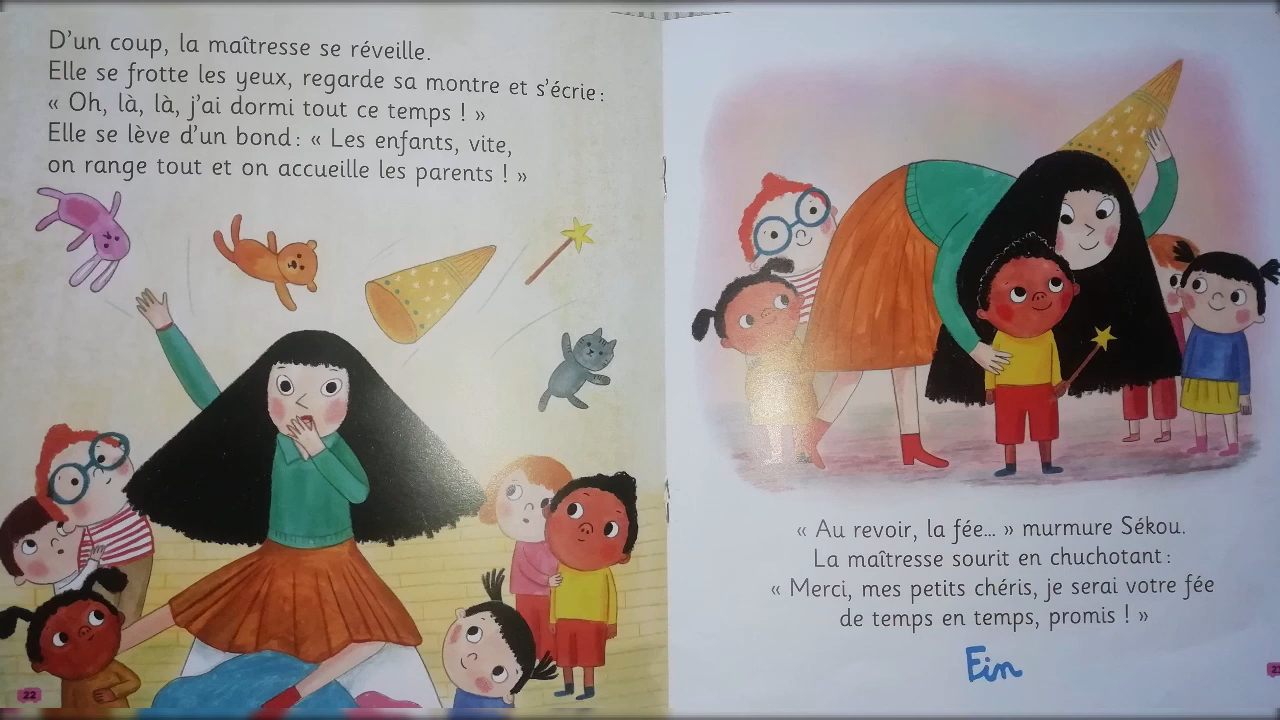 D'un coup, la maîtresse se réveille.
Elle se frotte les yeux, regarde sa montre et s'écrie :
« Oh, là, là, j'ai dormi tout ce temps ! »
Elle se lève d'un bond : « Les enfants, vite,
on range tout et on accueille les parents ! »
22
« Au revoir, la fée... » murmure Sékou.
La maîtresse sourit en chuchotant :
« Merci, mes petits chéris, je serai votre fée
de temps en temps, promis ! »
Fin